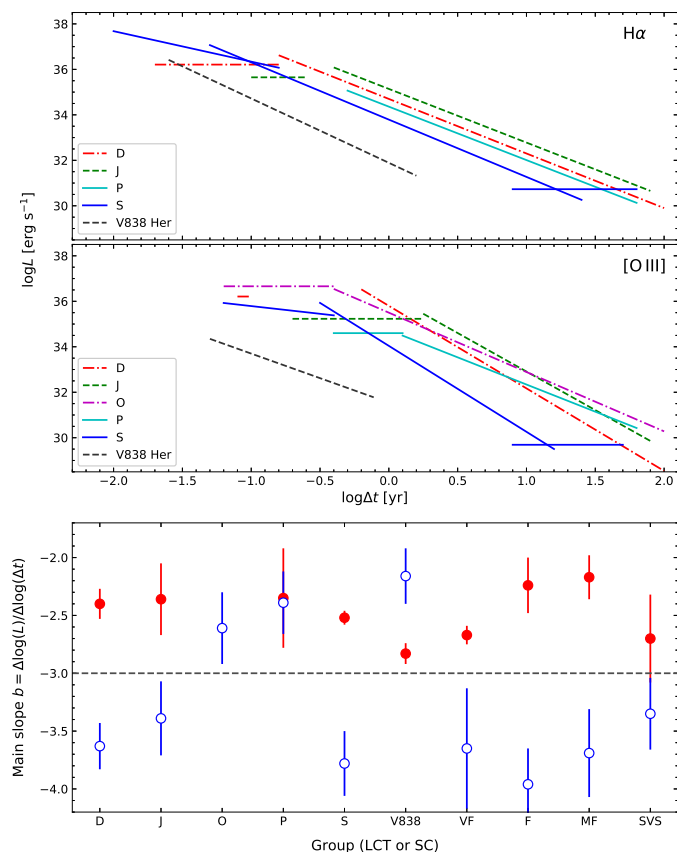 Hα
38
36
34
32
30
D
J
P
S
V838 Her
logL [erg s⁻¹]
[O III]
38
36
34
32
30
D
J
O
P
S
V838 Her
−2.0 −1.5 −1.0 −0.5 0.0 0.5 1.0 1.5 2.0
logΔt [yr]
−2.0
−2.5
−3.0
−3.5
−4.0
Main slope b = Δlog(L)/Δlog(Δt)
D J O P S V838 VF F MF SVS
Group (LCT or SC)